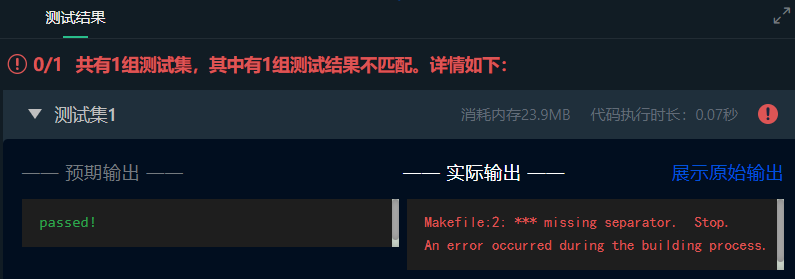 测试结果
0/1 共有1组测试集，其中有1组测试结果不匹配。详情如下：
测试集1 消耗内存23.9MB 代码执行时长：0.07秒
—— 预期输出 —— —— 实际输出 —— 展示原始输出
passed!
Makefile:2: *** missing separator.  Stop.
An error occurred during the building process.